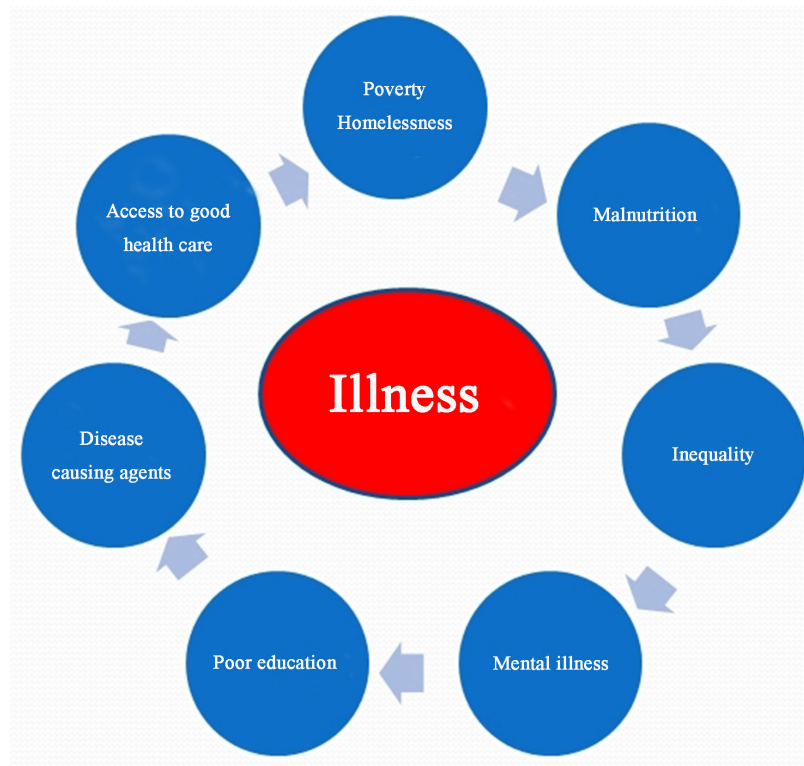 Poverty
Homelessness
Malnutrition
Inequality
Mental illness
Poor education
Disease
causing agents
Access to good
health care
Illness